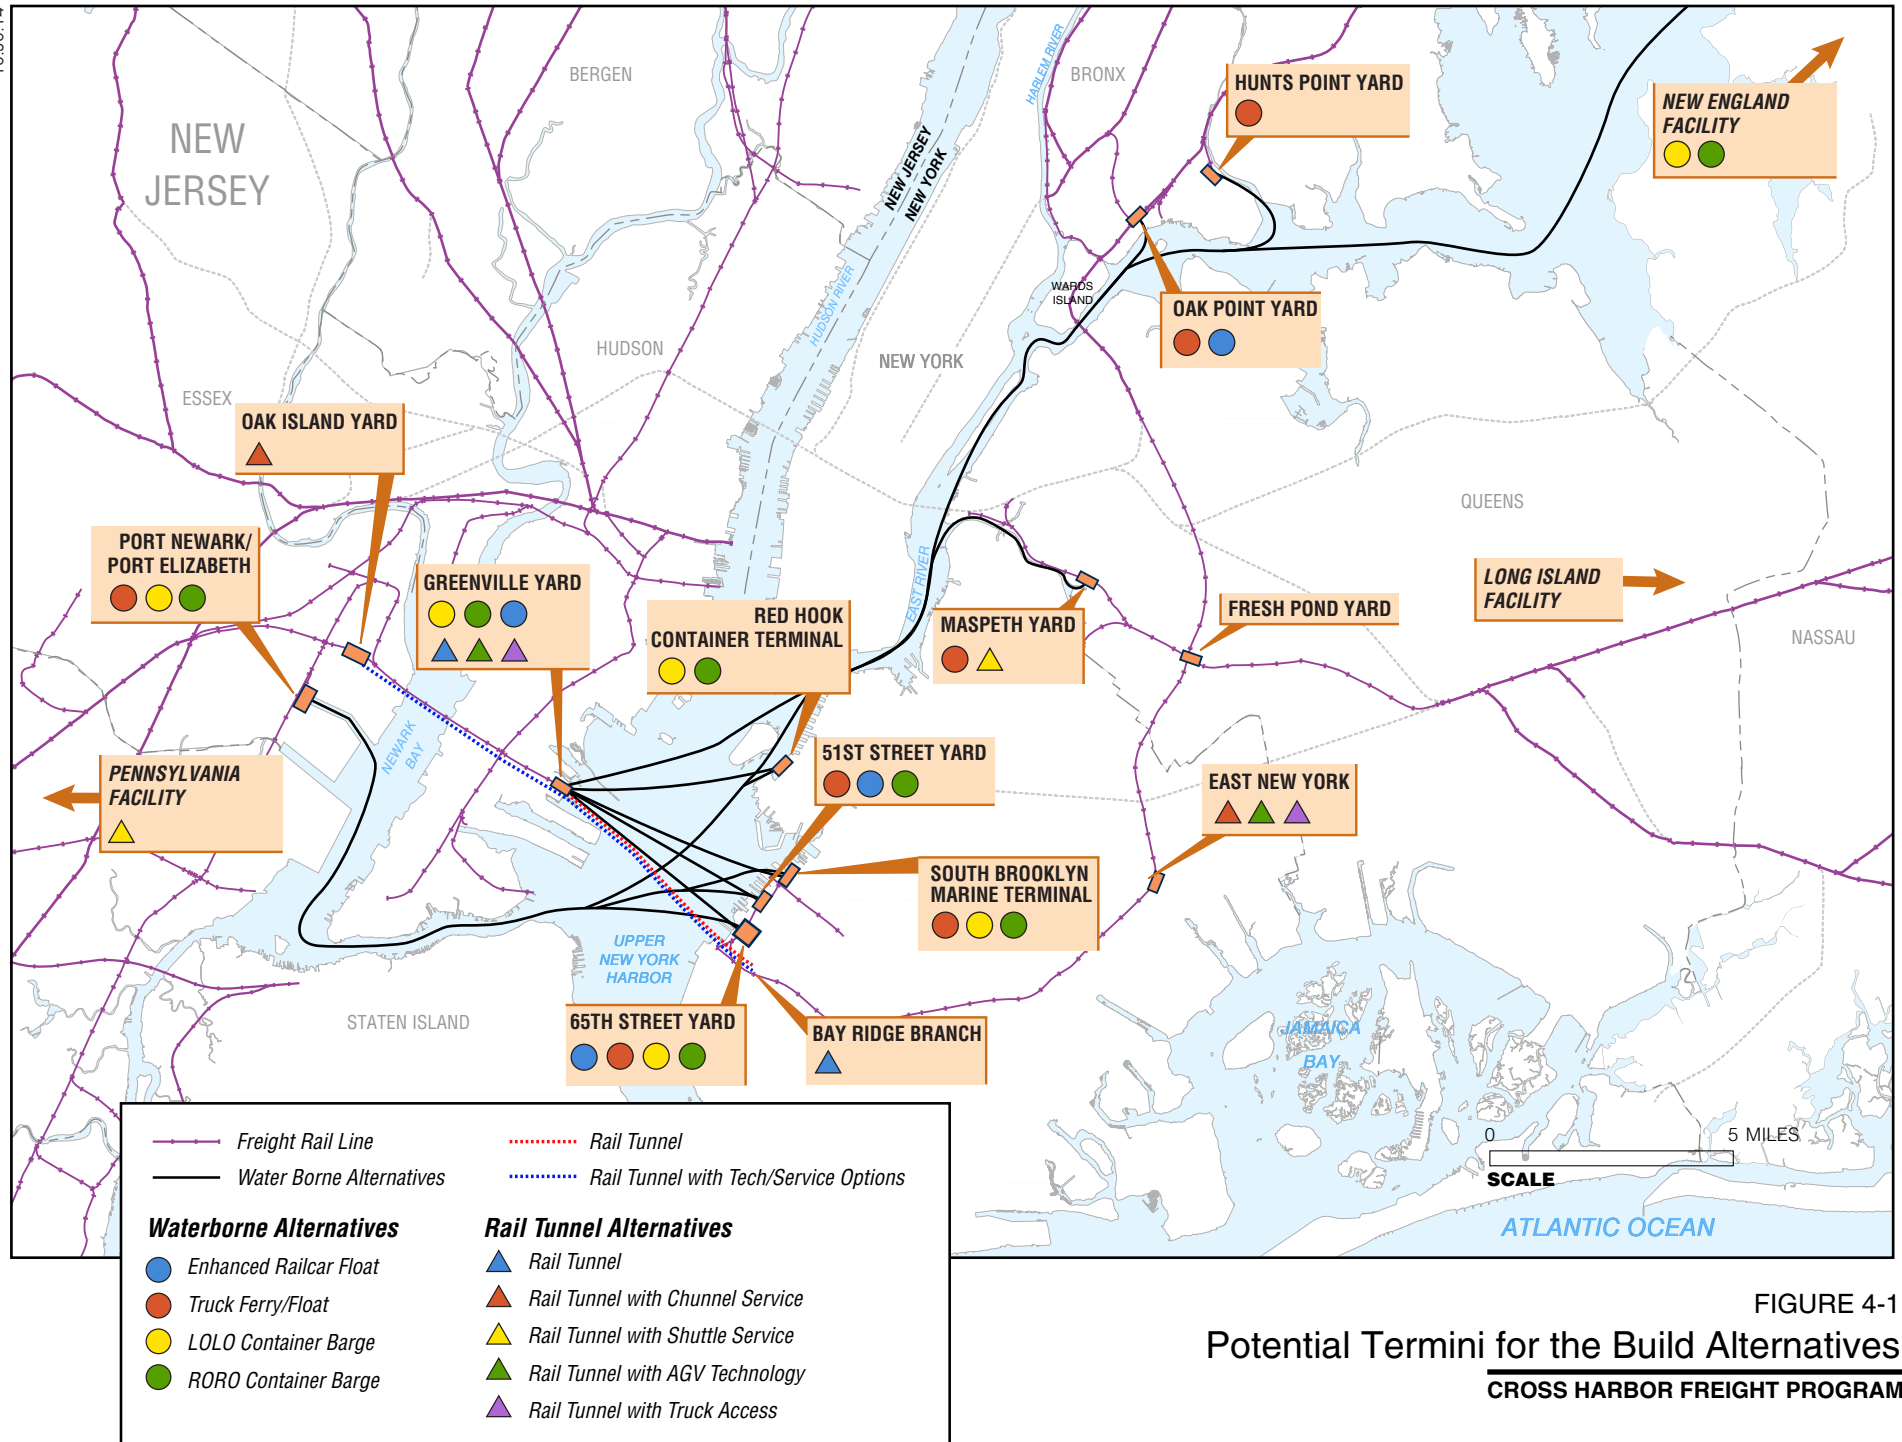 BERGEN
BRONX
HARLEM RIVER
HUNTS POINT YARD
NEW ENGLAND
FACILITY
NEW
JERSEY
NEW JERSEY
NEW YORK
HUDSON RIVER
WARDS
ISLAND
OAK POINT YARD
HUDSON
NEW YORK
ESSEX
OAK ISLAND YARD
QUEENS
PORT NEWARK/
PORT ELIZABETH
GREENVILLE YARD
EAST RIVER
RED HOOK
CONTAINER TERMINAL
MASPETH YARD
FRESH POND YARD
LONG ISLAND
FACILITY
NASSAU
NEWARK
BAY
PENNSYLVANIA
FACILITY
51ST STREET YARD
EAST NEW YORK
SOUTH BROOKLYN
MARINE TERMINAL
UPPER
NEW YORK
HARBOR
STATEN ISLAND
65TH STREET YARD
BAY RIDGE BRANCH
JAMAICA
BAY
0
5 MILES
SCALE
ATLANTIC OCEAN
Freight Rail Line
Water Borne Alternatives
Rail Tunnel
Rail Tunnel with Tech/Service Options
Waterborne Alternatives
Enhanced Railcar Float
Truck Ferry/Float
LOLO Container Barge
RORO Container Barge
Rail Tunnel Alternatives
Rail Tunnel
Rail Tunnel with Chunnel Service
Rail Tunnel with Shuttle Service
Rail Tunnel with AGV Technology
Rail Tunnel with Truck Access
FIGURE 4-1
Potential Termini for the Build Alternatives
CROSS HARBOR FREIGHT PROGRAM